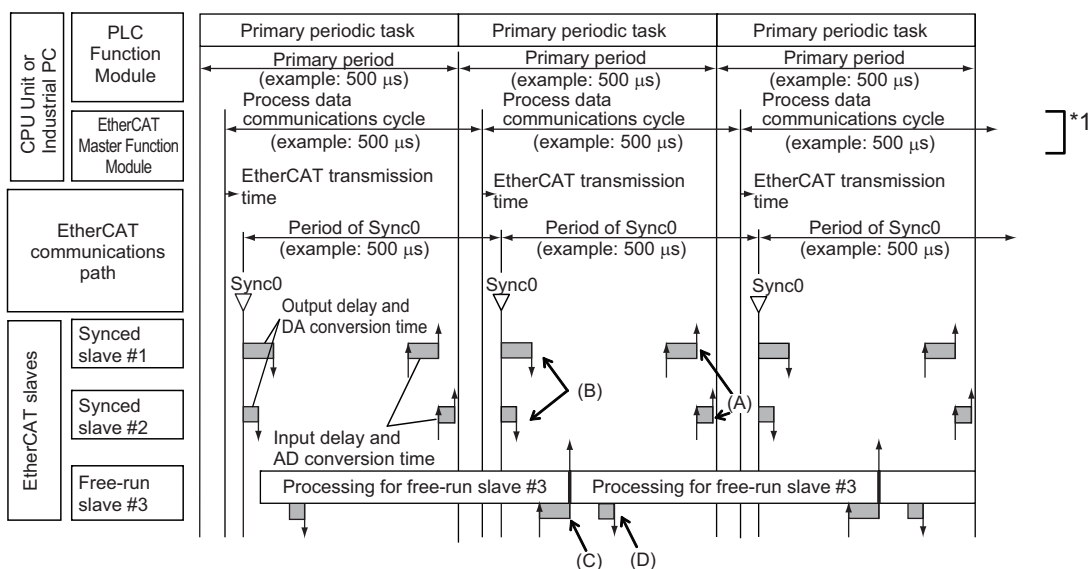 CPU Unit or
Industrial PC
PLC
Function
Module
EtherCAT
Master Function
Module
EtherCAT
communications
path
EtherCAT slaves
Synced
slave #1
Synced
slave #2
Free-run
slave #3
Primary periodic task
Primary periodic task
Primary periodic task
Primary period
(example: 500 μs)
Primary period
(example: 500 μs)
Primary period
(example: 500 μs)
Process data
communications cycle
(example: 500 μs)
Process data
communications cycle
(example: 500 μs)
Process data
communications cycle
(example: 500 μs)
*1
EtherCAT transmission
time
EtherCAT transmission
time
EtherCAT transmission
time
Period of Sync0
(example: 500 μs)
Period of Sync0
(example: 500 μs)
Period of Sync0
(example: 500 μs)
Sync0
Sync0
Sync0
Output delay and
DA conversion time
(B)
(A)
Input delay and
AD conversion time
Processing for free-run slave #3
Processing for free-run slave #3
(C)
(D)